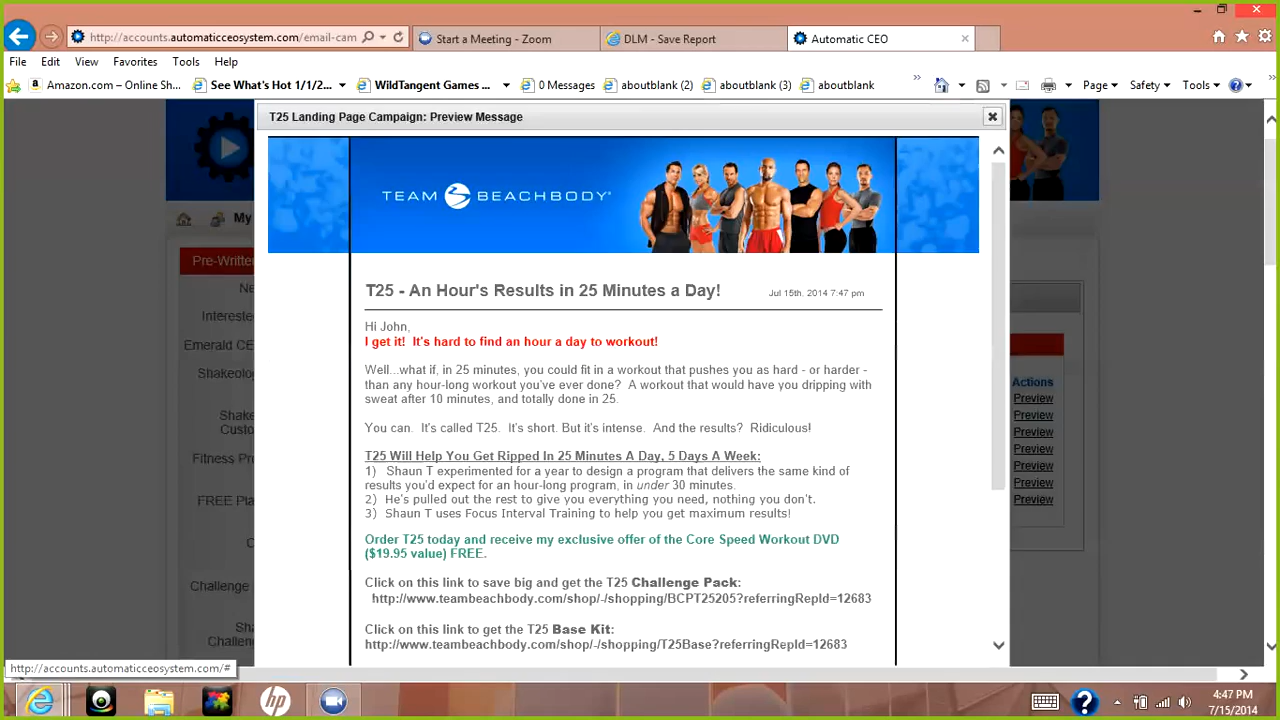 http://accounts.automaticceosystem.com/email-cam
Start a Meeting - Zoom
DLM - Save Report
Automatic CEO
File Edit View Favorites Tools Help
Amazon.com – Online Sh...
See What's Hot 1/1/2...
WildTangent Games ...
0 Messages
aboutblank (2)
aboutblank (3)
aboutblank
Page
Safety
Tools
T25 Landing Page Campaign: Preview Message
TEAM BEACHBODY
My
Pre-Written
T25 - An Hour's Results in 25 Minutes a Day!
Jul 15th, 2014 7:47 pm
Hi John,
I get it! It's hard to find an hour a day to workout!
Well...what if, in 25 minutes, you could fit in a workout that pushes you as hard - or harder -
than any hour-long workout you've ever done? A workout that would have you dripping with
sweat after 10 minutes, and totally done in 25.
You can. It's called T25. It's short. But it's intense. And the results? Ridiculous!
T25 Will Help You Get Ripped In 25 Minutes A Day, 5 Days A Week:
1) Shaun T experimented for a year to design a program that delivers the same kind of
results you'd expect for an hour-long program, in under 30 minutes.
2) He's pulled out the rest to give you everything you need, nothing you don't.
3) Shaun T uses Focus Interval Training to help you get maximum results!
Order T25 today and receive my exclusive offer of the Core Speed Workout DVD
($19.95 value) FREE.
Click on this link to save big and get the T25 Challenge Pack:
http://www.teambeachbody.com/shop/-/shopping/BCPT25205?referringRepId=12683
Click on this link to get the T25 Base Kit:
http://www.teambeachbody.com/shop/-/shopping/T25Base?referringRepId=12683
Ne
Intereste
Emerald CE
Shakeolo
Shake
Custo
Fitness Pr
FREE Pla
C
Challenge
Sha
Challeng
Actions
Preview
Preview
Preview
Preview
Preview
Preview
Preview
http://accounts.automaticceosystem.com/#
hp
4:47 PM
7/15/2014